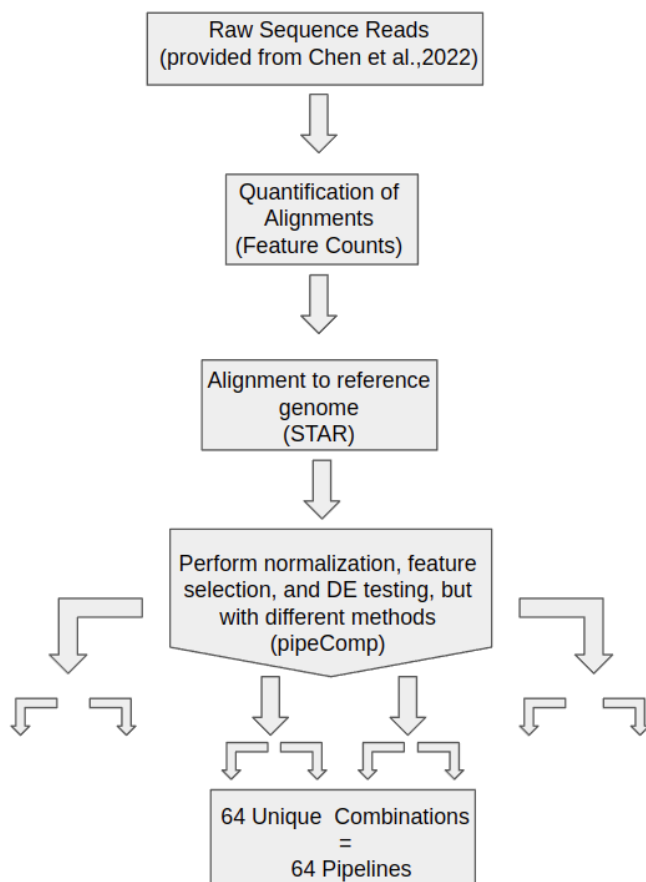 Raw Sequence Reads
(provided from Chen et al.,2022)
Quantification of
Alignments
(Feature Counts)
Alignment to reference
genome
(STAR)
Perform normalization, feature
selection, and DE testing, but
with different methods
(pipeComp)
64 Unique Combinations
=
64 Pipelines